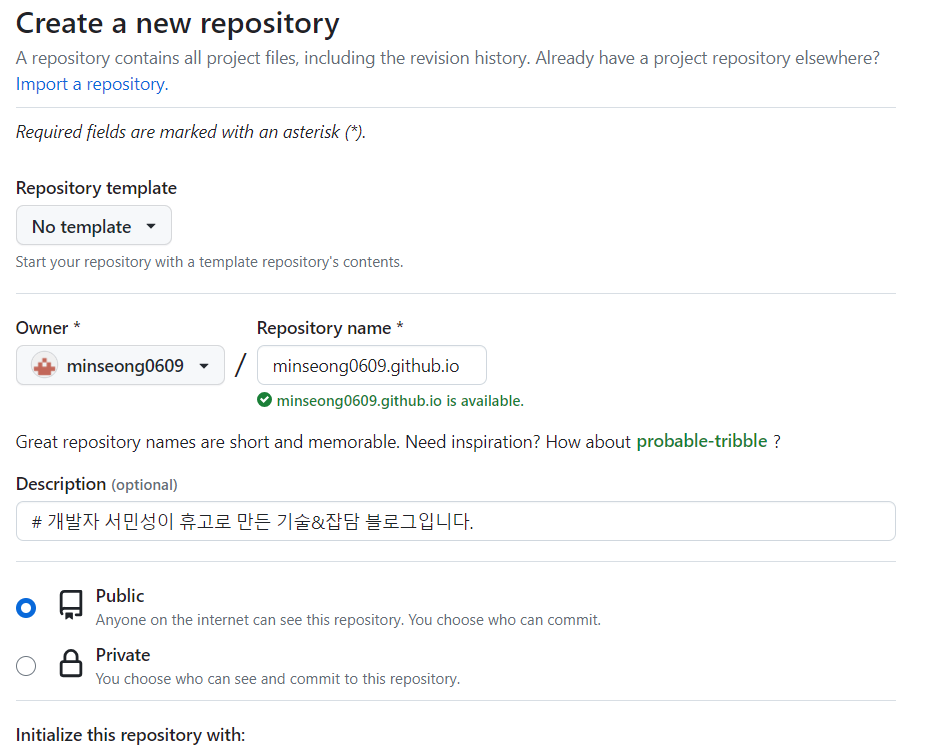 Create a new repository
A repository contains all project files, including the revision history. Already have a project repository elsewhere?
Import a repository.
Required fields are marked with an asterisk (*).
Repository template
No template
Start your repository with a template repository's contents.
Owner * Repository name *
minseong0609 / minseong0609.github.io
minseong0609.github.io is available.
Great repository names are short and memorable. Need inspiration? How about probable-tribble ?
Description (optional)
# 개발자 서민성이 휴고로 만든 기술&잡담 블로그입니다.
Public
Anyone on the internet can see this repository. You choose who can commit.
Private
You choose who can see and commit to this repository.
Initialize this repository with: